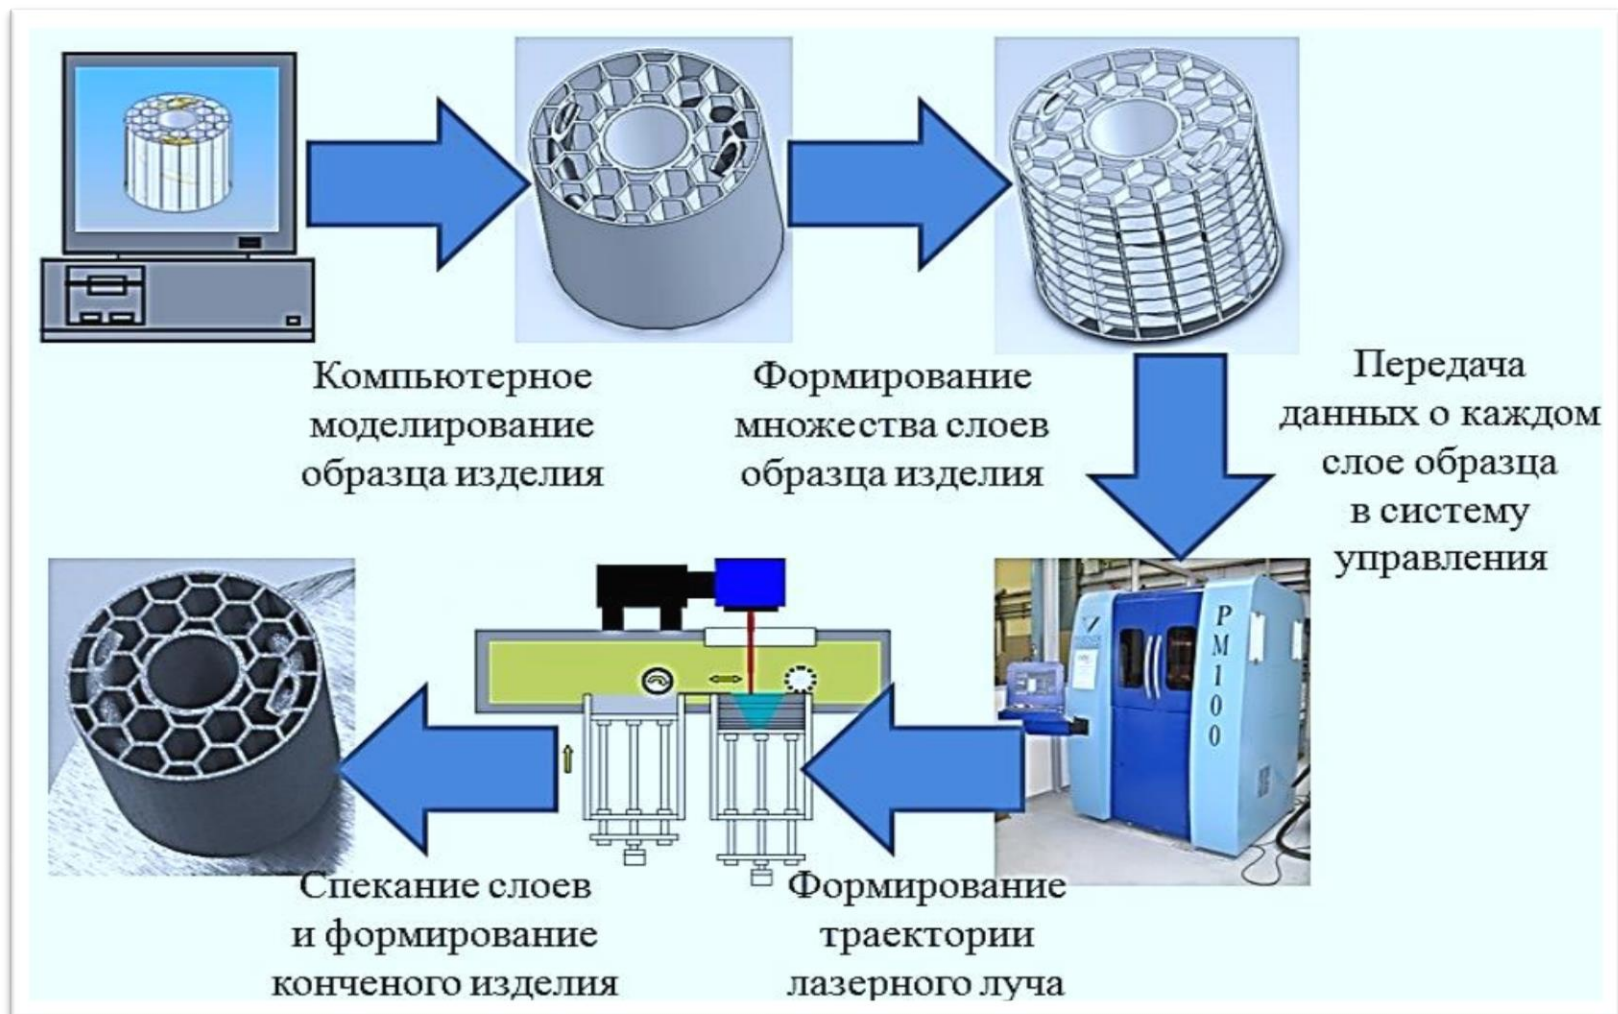 Компьютерное
моделирование
образца изделия
Формирование
множества слоев
образца изделия
Передача
данных о каждом
слое образца
в систему
управления
PM100
Формирование
траектории
лазерного луча
Спекание слоев
и формирование
конченого изделия